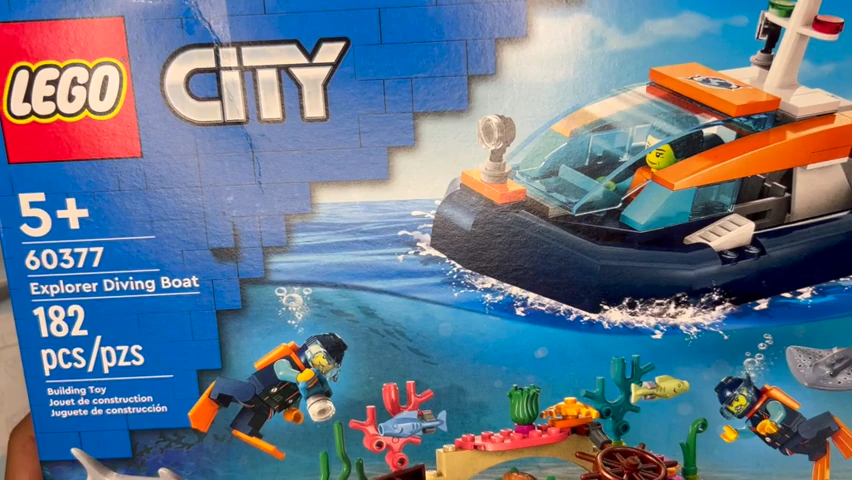 LEGO
CITY
5+
60377
Explorer Diving Boat
182
pcs/pzs
Building Toy
Jouet de construction
Juguete de construcción